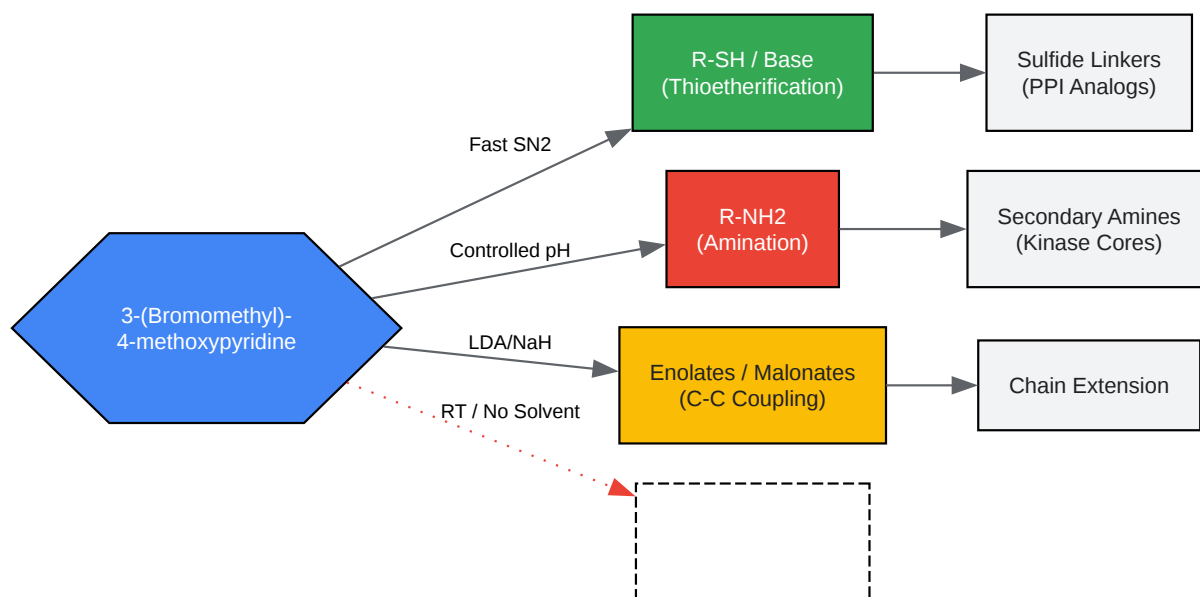 R-SH / Base
(Thioetherification)
Sulfide Linkers
(PPI Analogs)
Fast SN2
R-NH2
(Amination)
Secondary Amines
(Kinase Cores)
Controlled pH
3-(Bromomethyl)-
4-methoxypyridine
LDA/NaH
Enolates / Malonates
(C-C Coupling)
Chain Extension
RT / No Solvent